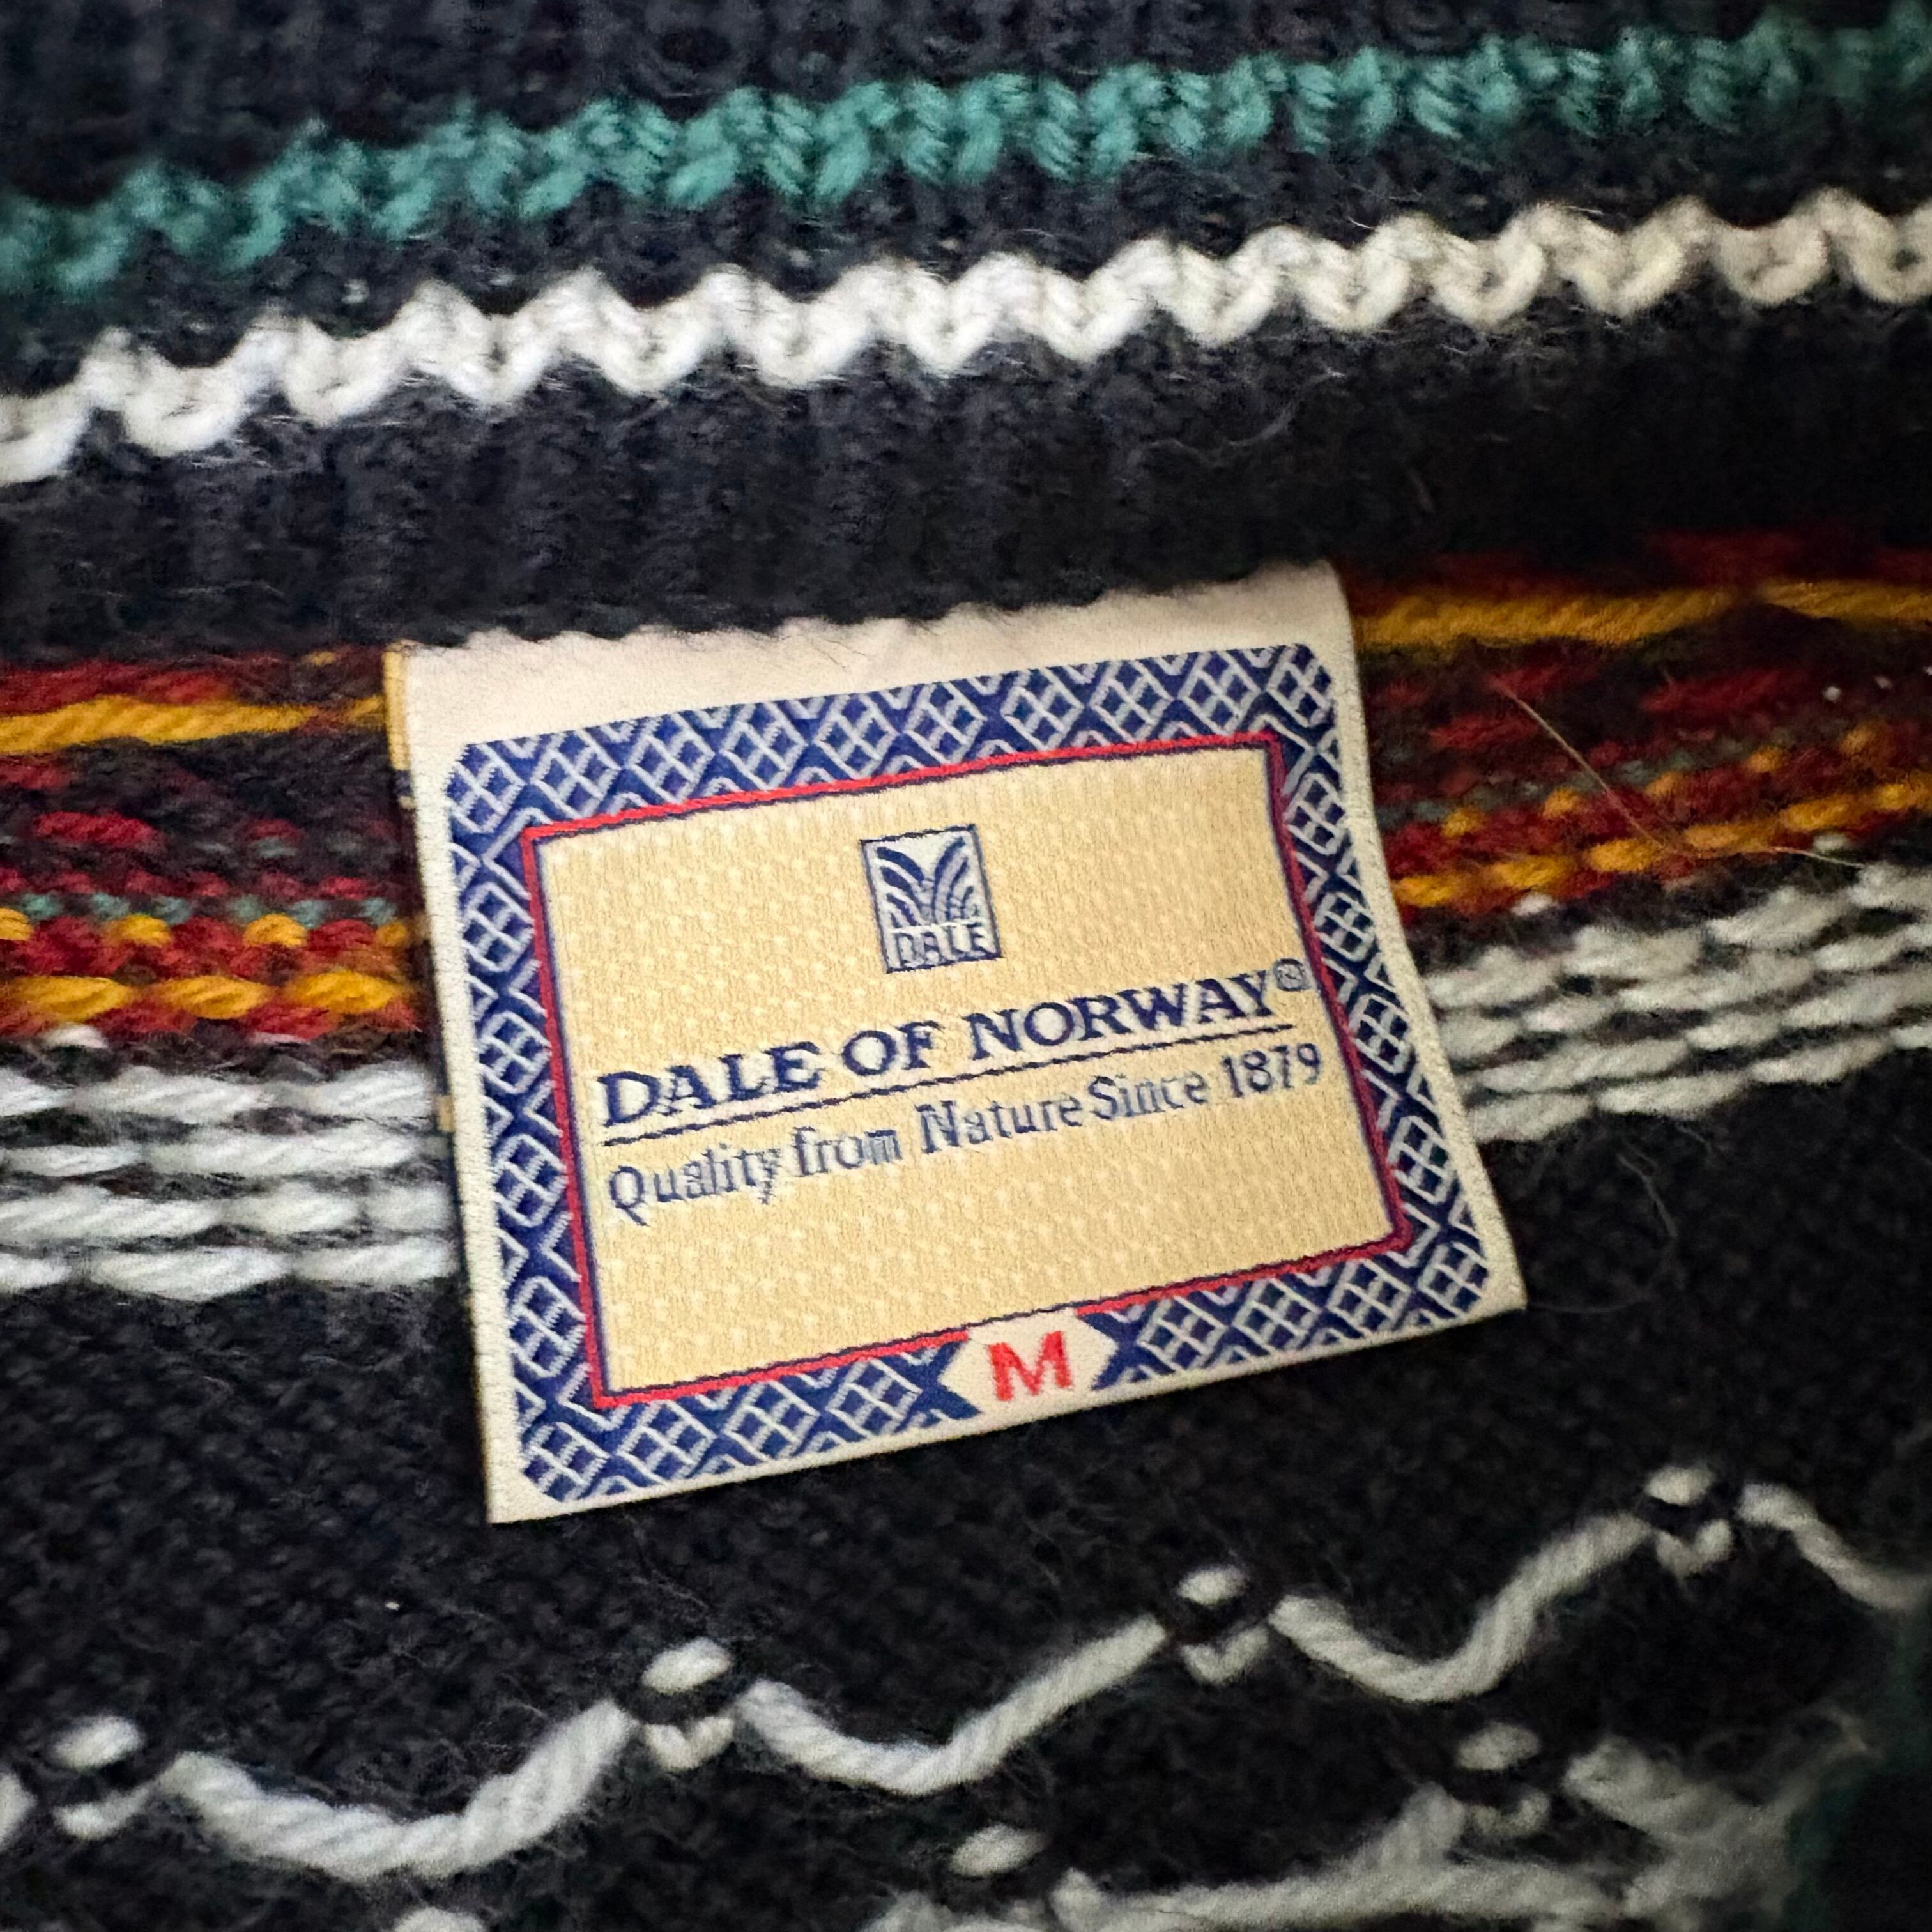 DALE
DALE OF NORWAY®
Quality from Nature Since 1879
M